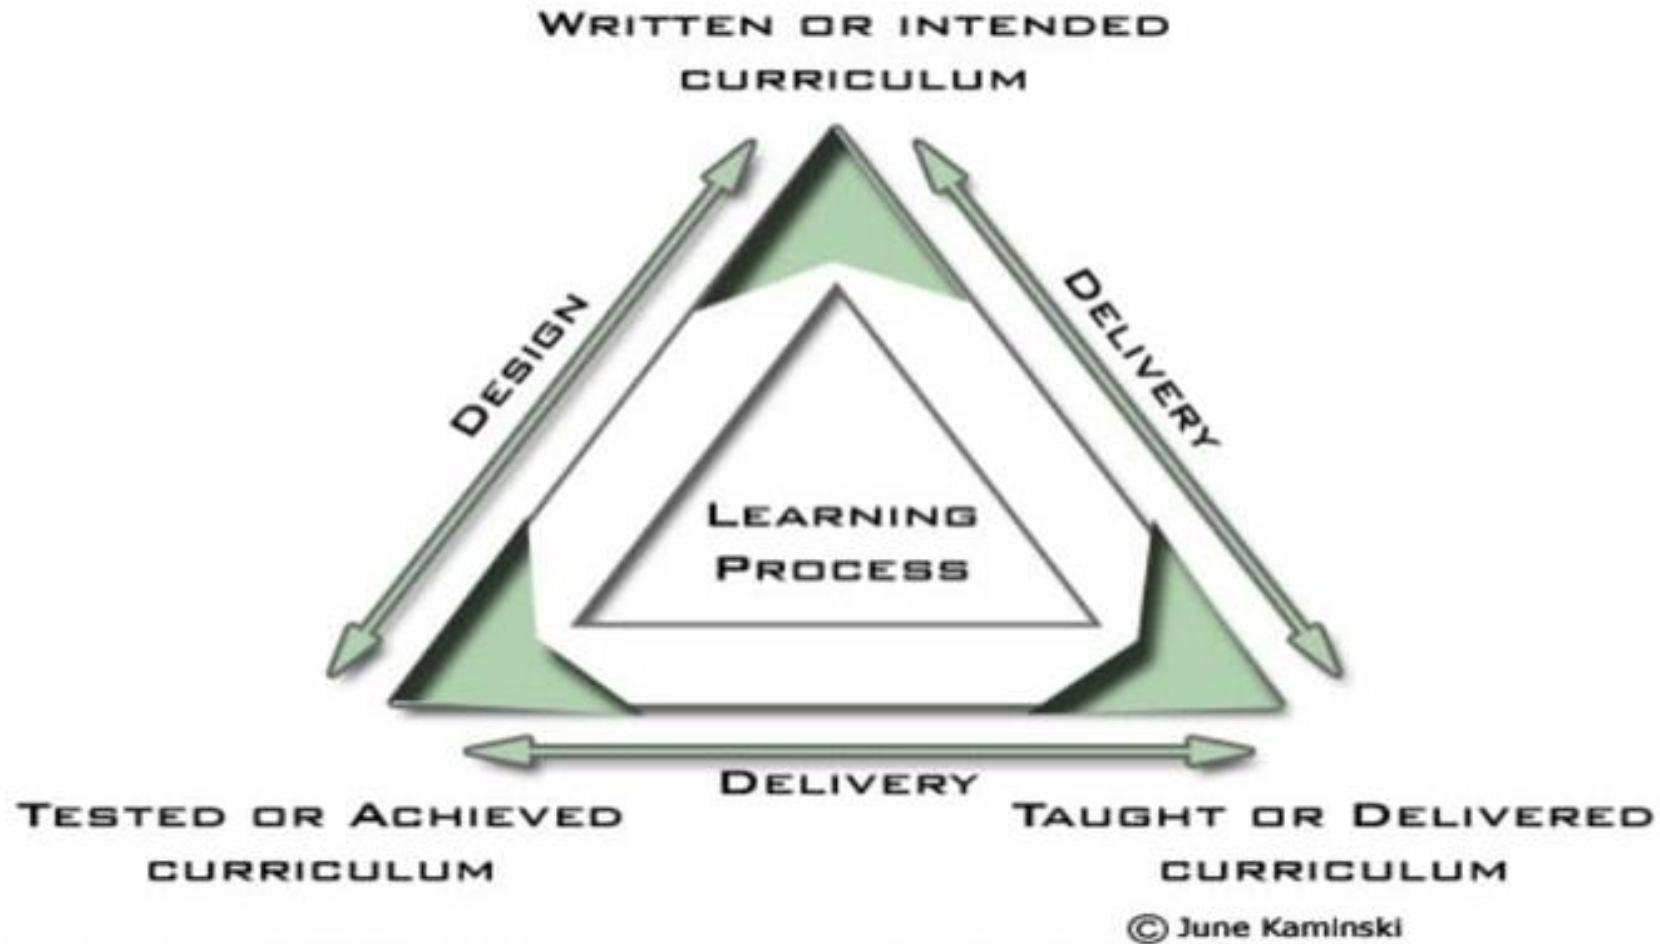 WRITTEN OR INTENDED
CURRICULUM
DESIGN
DELIVERY
LEARNING
PROCESS
DELIVERY
TESTED OR ACHIEVED
CURRICULUM
TAUGHT OR DELIVERED
CURRICULUM
© June Kaminski